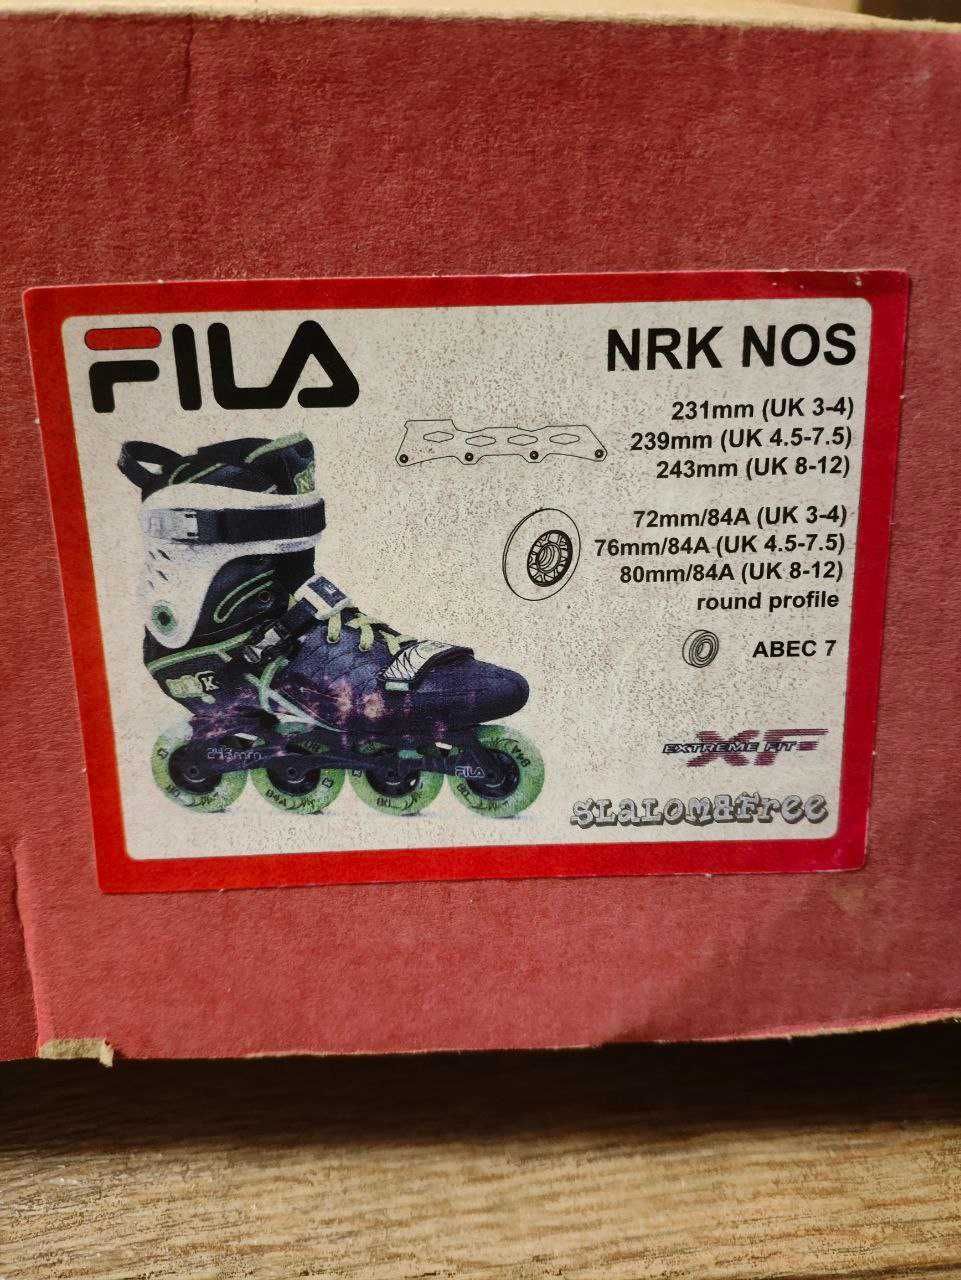 FILA
NRK NOS
231mm (UK 3-4)
239mm (UK 4.5-7.5)
243mm (UK 8-12)
72mm/84A (UK 3-4)
76mm/84A (UK 4.5-7.5)
80mm/84A (UK 8-12)
round profile
ABEC 7
XF
EXTREME FIT
SLALOM&Free
FILA
84A